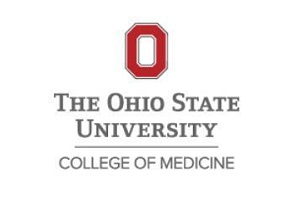 O
THE OHIO STATE
UNIVERSITY
COLLEGE OF MEDICINE